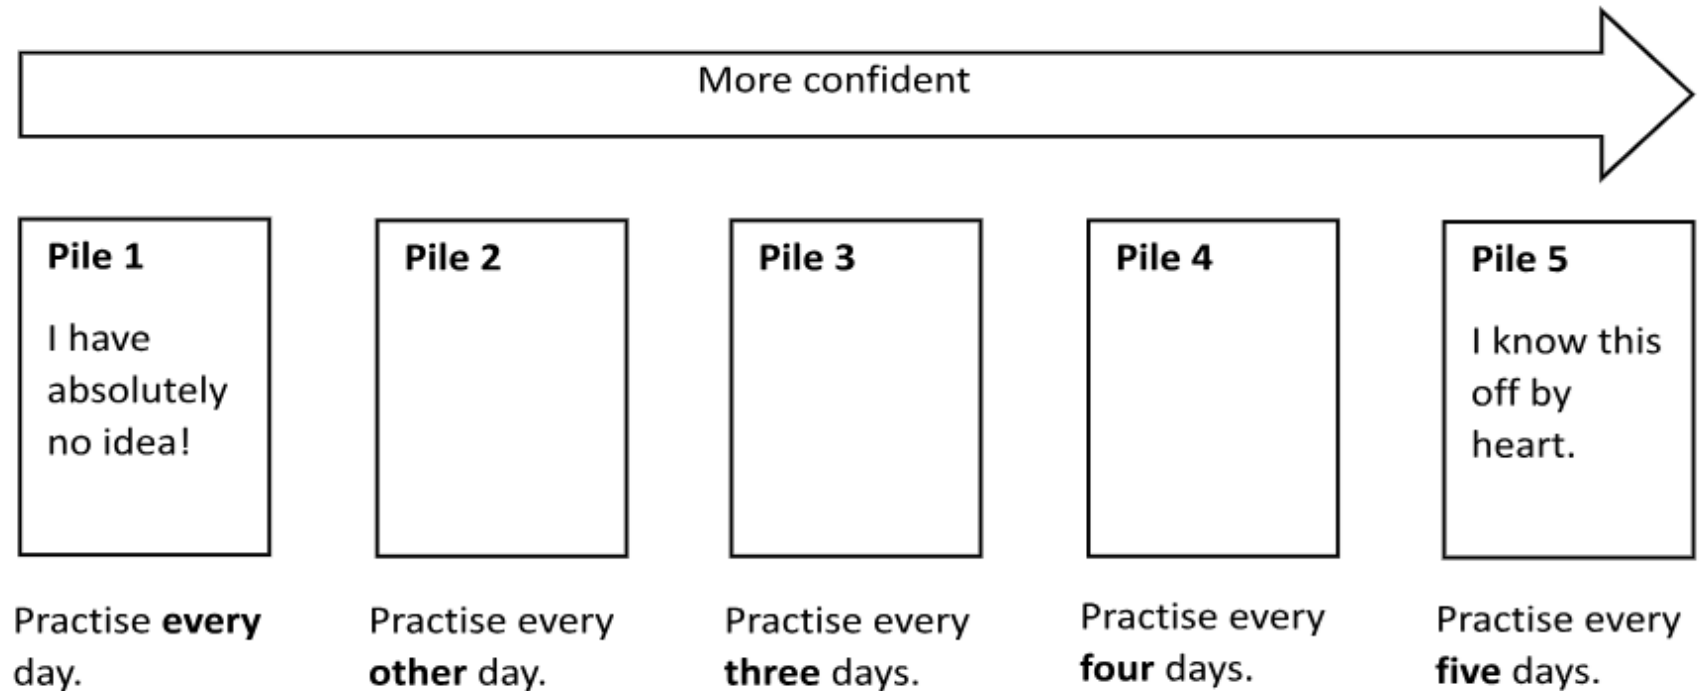 More confident
Pile 1
I have
absolutely
no idea!
Pile 2
Pile 3
Pile 4
Pile 5
I know this
off by
heart.
Practise every
day.
Practise every
other day.
Practise every
three days.
Practise every
four days.
Practise every
five days.